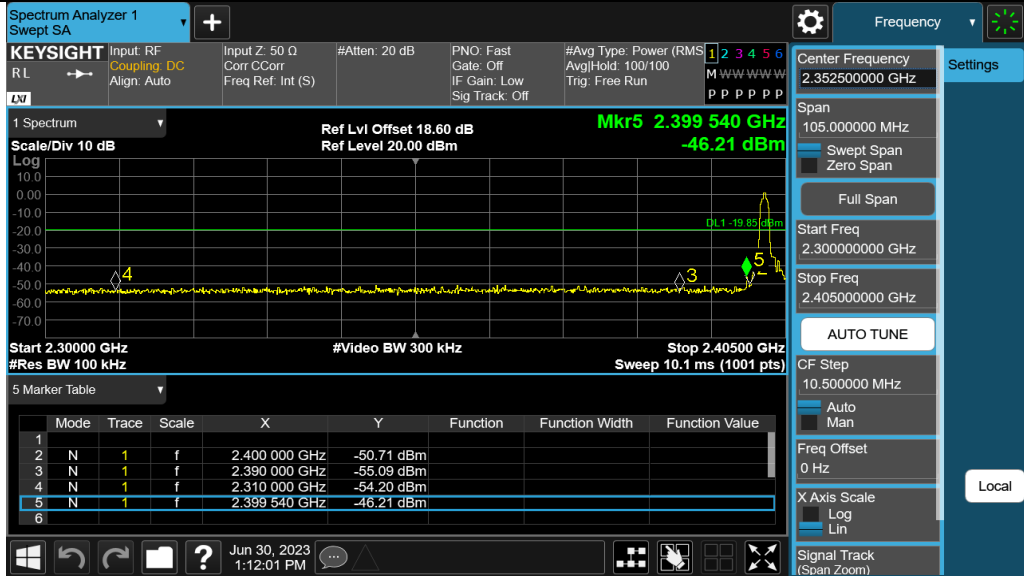 Spectrum Analyzer 1
Swept SA
+
Frequency
KEYSIGHT
R L
LXI
Input: RF
Coupling: DC
Align: Auto
Input Z: 50 Ω
Corr CCorr
Freq Ref: Int (S)
#Atten: 20 dB
PNO: Fast
Gate: Off
IF Gain: Low
Sig Track: Off
#Avg Type: Power (RMS
Avg|Hold: 100/100
Trig: Free Run
1 2 3 4 5 6
M W W W W W
P P P P P P
1 Spectrum
Scale/Div 10 dB
Ref Lvl Offset 18.60 dB
Ref Level 20.00 dBm
Mkr5 2.399 540 GHz
-46.21 dBm
Log
10.0
0.00
-10.0
-20.0
-30.0
-40.0
-50.0
-60.0
-70.0
DL1 -19.85 dBm
4
3
5
Start 2.30000 GHz
#Res BW 100 kHz
#Video BW 300 kHz
Stop 2.40500 GHz
Sweep 10.1 ms (1001 pts)
5 Marker Table
Mode Trace Scale X Y Function Function Width Function Value
1
2 N 1 f 2.400 000 GHz -50.71 dBm
3 N 1 f 2.390 000 GHz -55.09 dBm
4 N 1 f 2.310 000 GHz -54.20 dBm
5 N 1 f 2.399 540 GHz -46.21 dBm
6
Center Frequency
2.352500000 GHz
Span
105.000000 MHz
Swept Span
Zero Span
Full Span
Start Freq
2.300000000 GHz
Stop Freq
2.405000000 GHz
AUTO TUNE
CF Step
10.500000 MHz
Auto
Man
Freq Offset
0 Hz
X Axis Scale
Log
Lin
Signal Track
(Span Zoom)
Settings
Local
?
Jun 30, 2023
1:12:01 PM